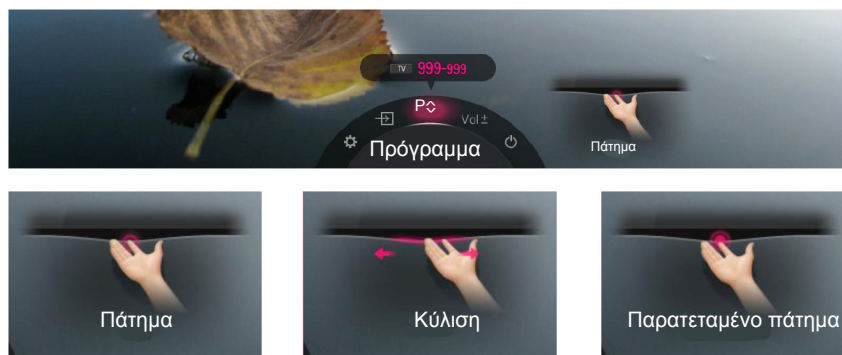 TV 999-999
P
Vol ±
Πρόγραμμα
Πάτημα
Πάτημα
Κύλιση
Παρατεταμένο πάτημα